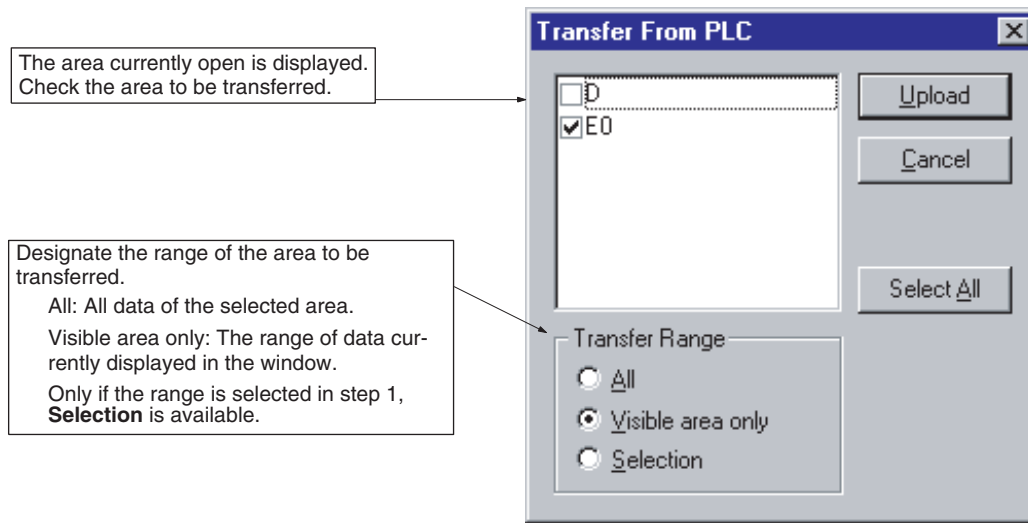 The area currently open is displayed.
Check the area to be transferred.
Designate the range of the area to be
transferred.
All: All data of the selected area.
Visible area only: The range of data cur-
rently displayed in the window.
Only if the range is selected in step 1,
Selection is available.
Transfer From PLC
D
E0
Upload
Cancel
Select All
Transfer Range
All
Visible area only
Selection